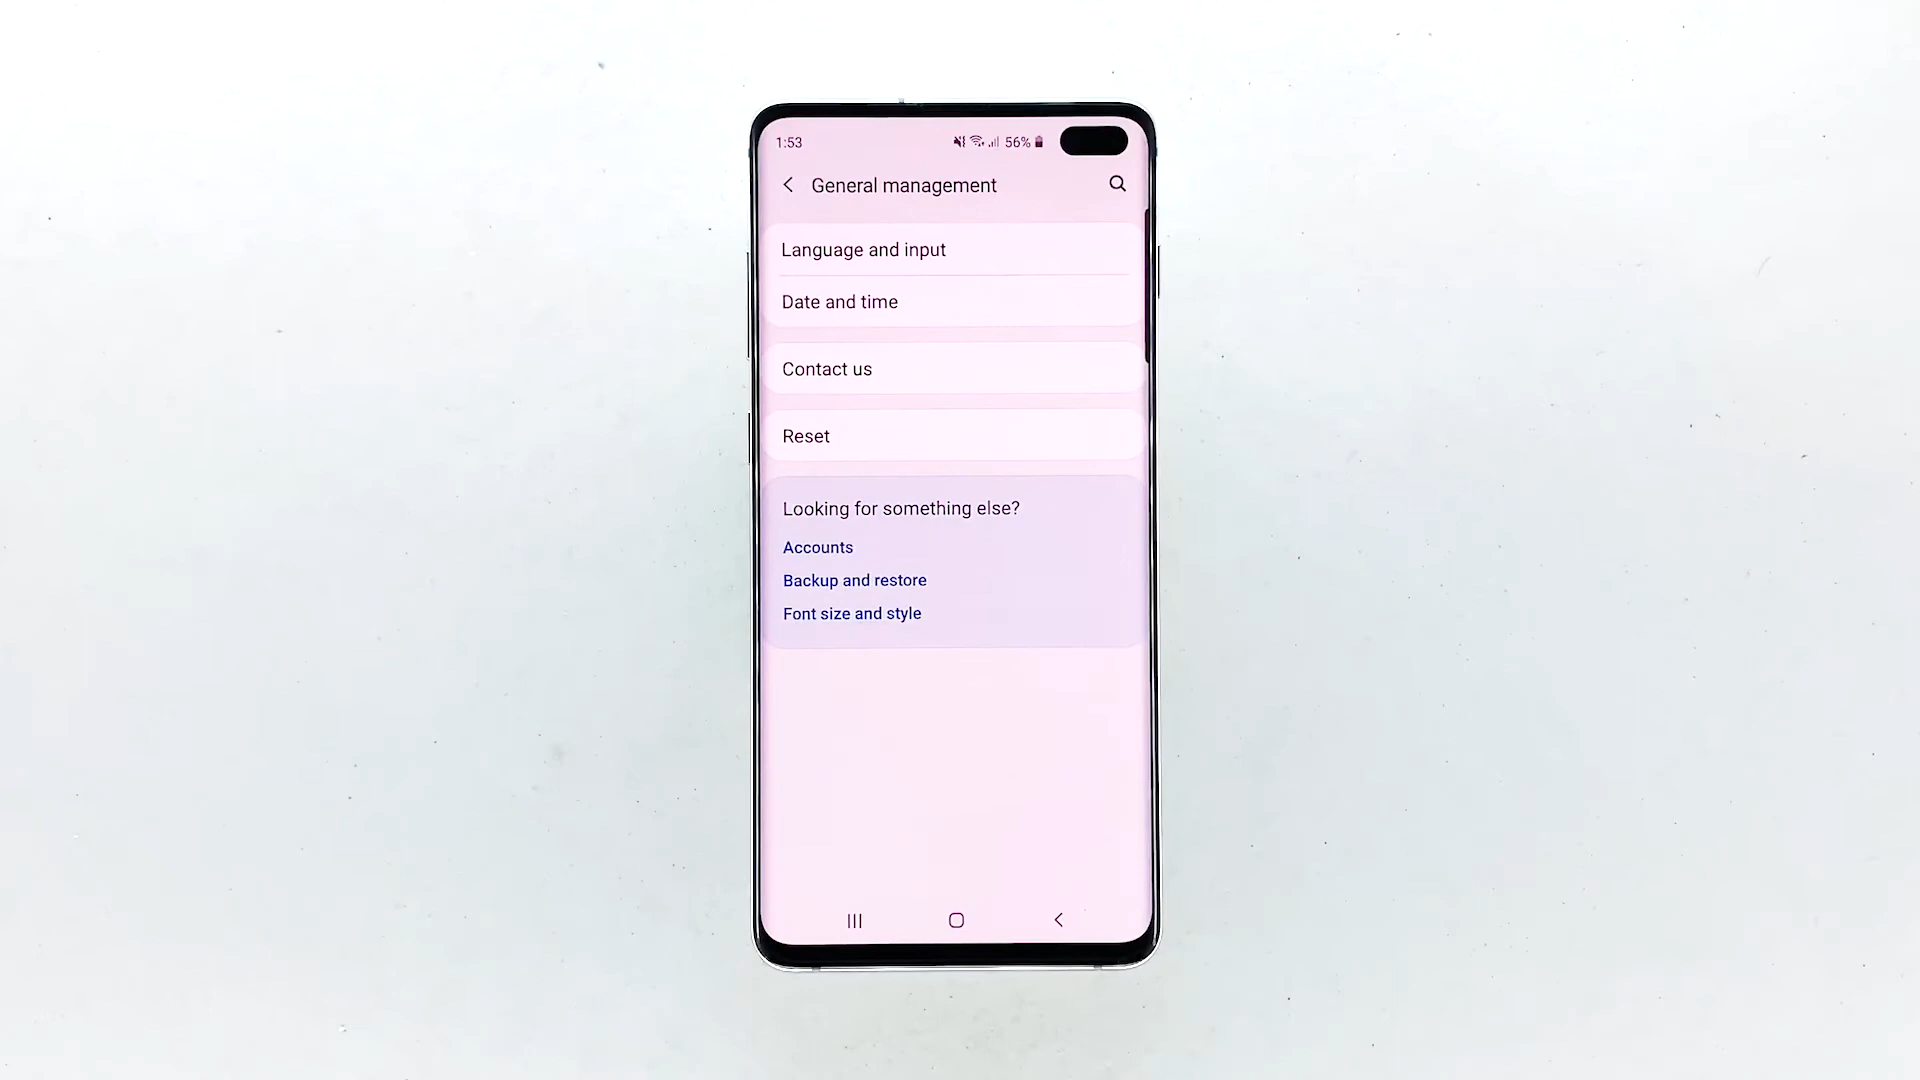 1:53 56%
General management
Language and input
Date and time
Contact us
Reset
Looking for something else?
Accounts
Backup and restore
Font size and style